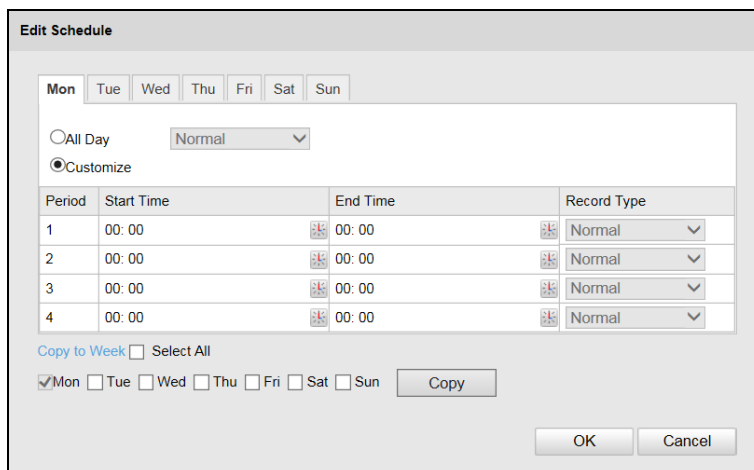 Edit Schedule
Mon Tue Wed Thu Fri Sat Sun
All Day Normal
Customize
Period Start Time End Time Record Type
1 00: 00 00: 00 Normal
2 00: 00 00: 00 Normal
3 00: 00 00: 00 Normal
4 00: 00 00: 00 Normal
Copy to Week Select All
Mon Tue Wed Thu Fri Sat Sun Copy
OK Cancel